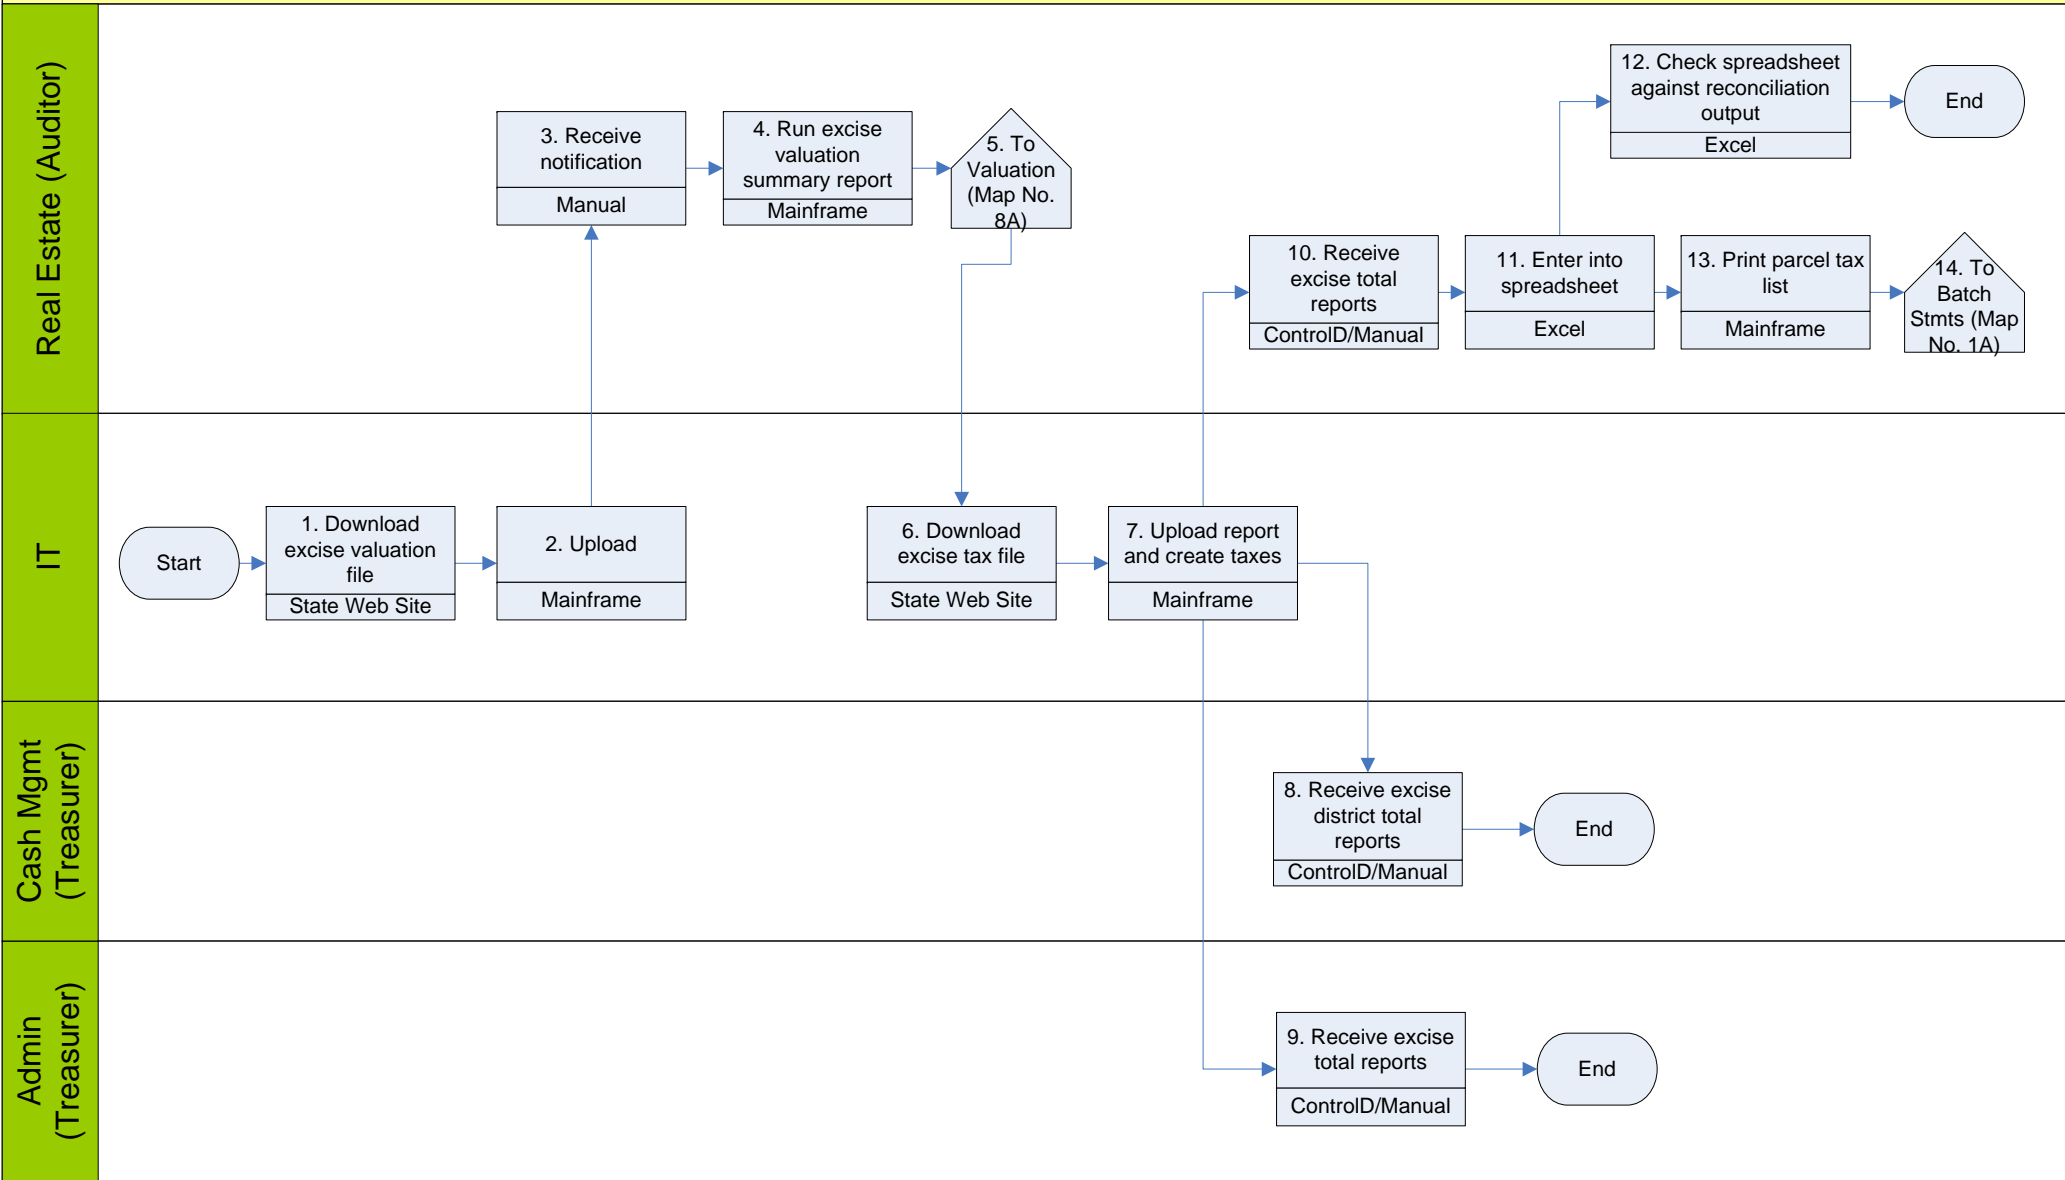 Real Estate (Auditor)
3. Receive
notification
Manual
4. Run excise
valuation
summary report
Mainframe
5. To
Valuation
(Map No.
8A)
12. Check spreadsheet
against reconciliation
output
Excel
End
10. Receive
excise total
reports
ControlD/Manual
11. Enter into
spreadsheet
Excel
13. Print parcel tax
list
Mainframe
14. To
Batch
Stmts (Map
No. 1A)
IT
Start
1. Download
excise valuation
file
State Web Site
2. Upload
Mainframe
6. Download
excise tax file
State Web Site
7. Upload report
and create taxes
Mainframe
Cash Mgmt
(Treasurer)
8. Receive excise
district total
reports
ControlD/Manual
End
Admin
(Treasurer)
9. Receive excise
total reports
ControlD/Manual
End